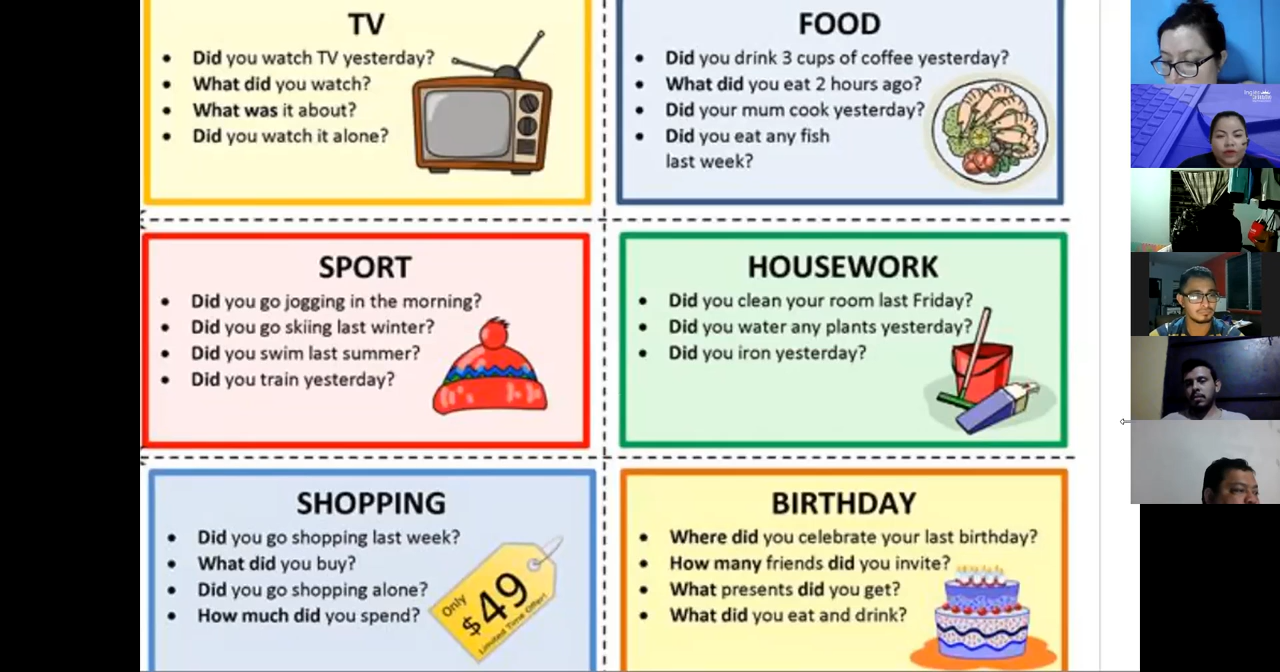 TV
• Did you watch TV yesterday?
• What did you watch?
• What was it about?
• Did you watch it alone?
FOOD
• Did you drink 3 cups of coffee yesterday?
• What did you eat 2 hours ago?
• Did your mum cook yesterday?
• Did you eat any fish
last week?
SPORT
• Did you go jogging in the morning?
• Did you go skiing last winter?
• Did you swim last summer?
• Did you train yesterday?
HOUSEWORK
• Did you clean your room last Friday?
• Did you water any plants yesterday?
• Did you iron yesterday?
SHOPPING
• Did you go shopping last week?
• What did you buy?
• Did you go shopping alone?
• How much did you spend?
Only
$49
Limited Time Offer!
BIRTHDAY
• Where did you celebrate your last birthday?
• How many friends did you invite?
• What presents did you get?
• What did you eat and drink?